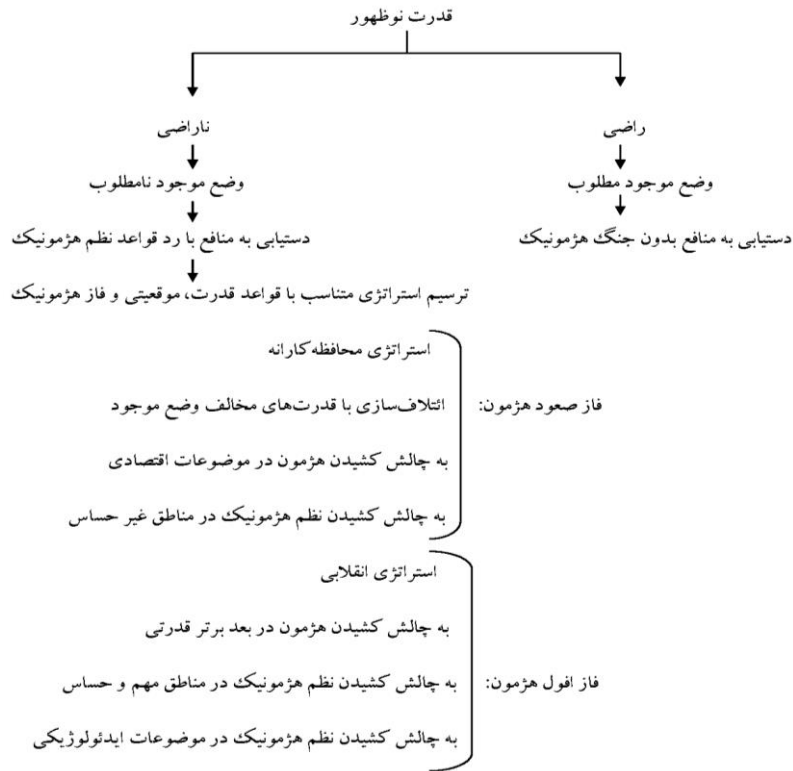 قدرت نوظهور
راضی
ناراضی
وضع موجود مطلوب
وضع موجود نامطلوب
دستیابی به منافع بدون جنگ هژمونیک
دستیابی به منافع با رد قواعد نظم هژمونیک
ترسیم استراتژی متناسب با قواعد قدرت، موقعیتی و فاز هژمونیک
فاز صعود هژمون:
استراتژی محافظه‌کارانه
ائتلاف‌سازی با قدرت‌های مخالف وضع موجود
به چالش کشیدن هژمون در موضوعات اقتصادی
به چالش کشیدن نظم هژمونیک در مناطق غیر حساس
فاز افول هژمون:
استراتژی انقلابی
به چالش کشیدن هژمون در بعد برتر قدرتی
به چالش کشیدن نظم هژمونیک در مناطق مهم و حساس
به چالش کشیدن نظم هژمونیک در موضوعات ایدئولوژیکی